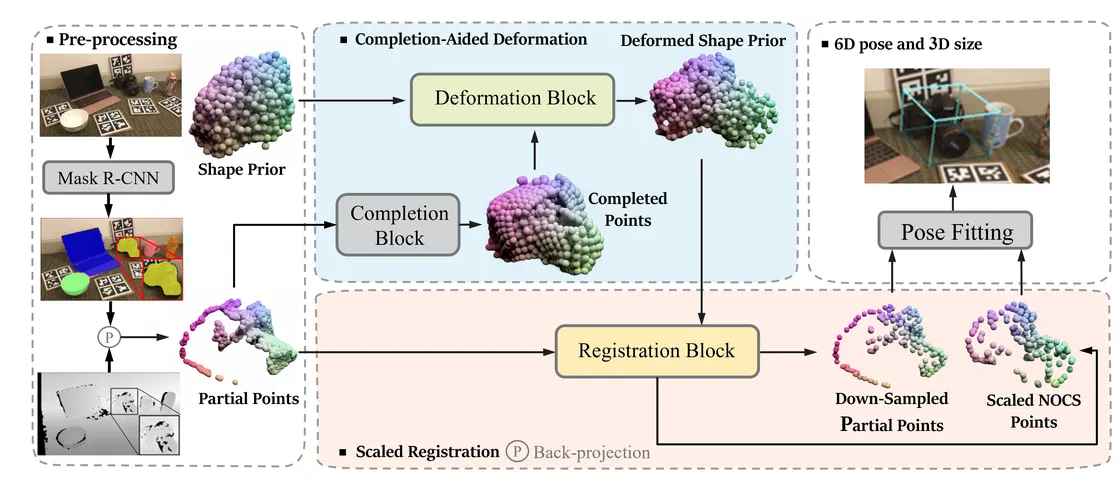 ▪ Pre-processing
Shape Prior
Mask R-CNN
P
Partial Points
▪ Completion-Aided Deformation
Deformed Shape Prior
Deformation Block
Completion
Block
Completed
Points
▪ 6D pose and 3D size
Pose Fitting
Registration Block
Down-Sampled
Partial Points
Scaled NOCS
Points
▪ Scaled Registration P Back-projection